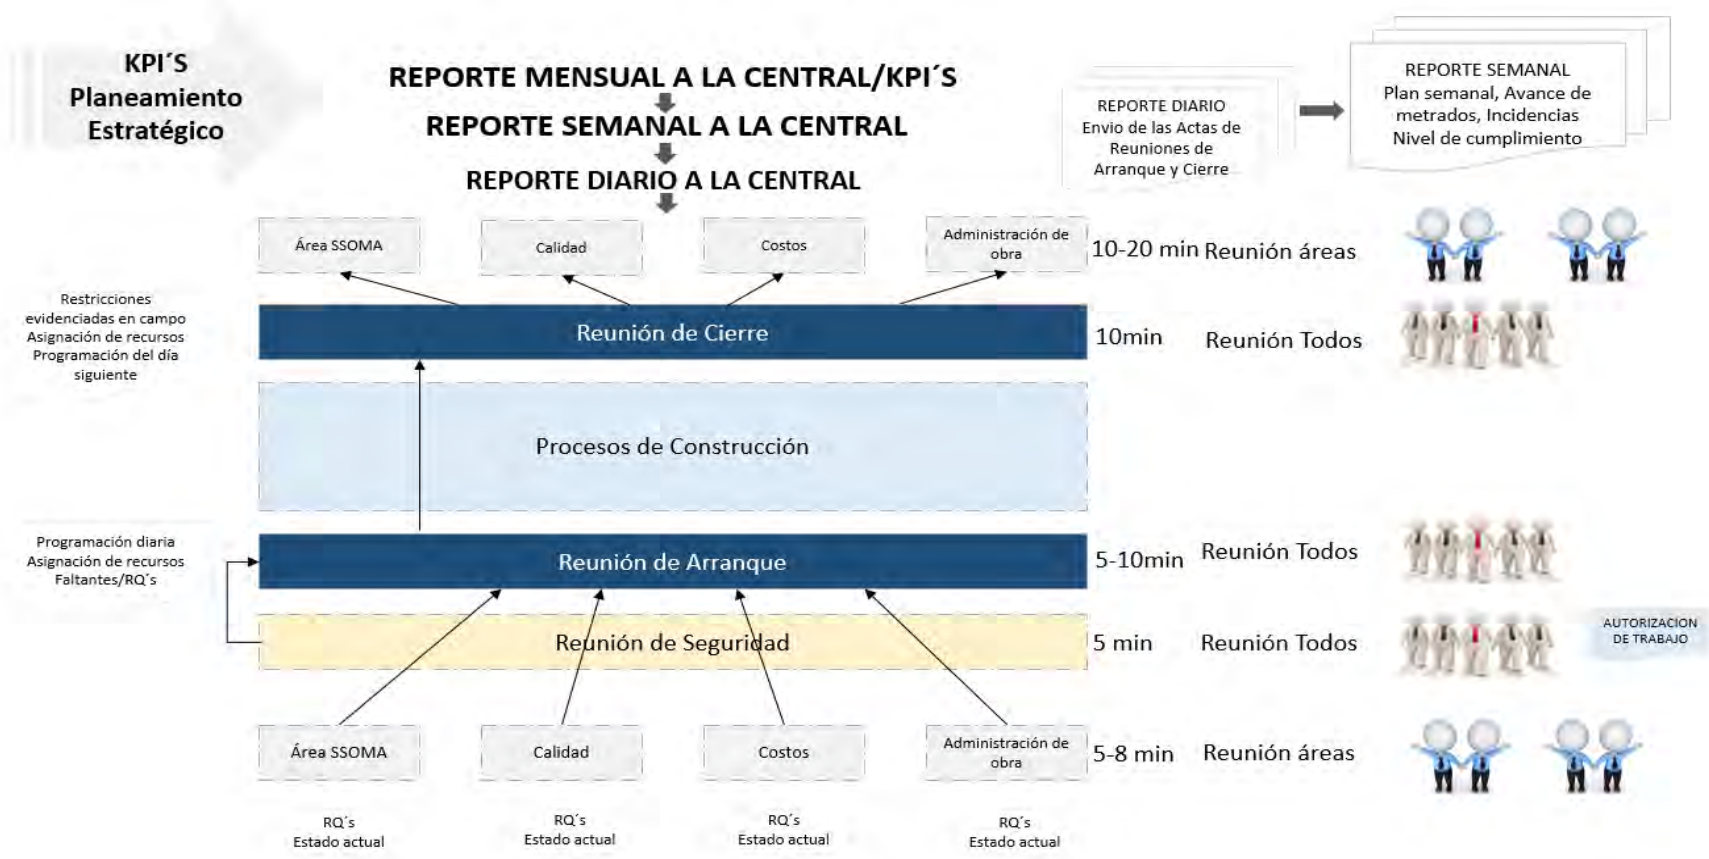 KPI´S
Planeamiento
Estratégico
REPORTE MENSUAL A LA CENTRAL/KPI´S
REPORTE SEMANAL A LA CENTRAL
REPORTE DIARIO A LA CENTRAL
REPORTE DIARIO
Envio de las Actas de
Reuniones de
Arranque y Cierre
REPORTE SEMANAL
Plan semanal, Avance de
metrados, Incidencias
Nivel de cumplimiento
Área SSOMA
Calidad
Costos
Administración de
obra
10-20 min
Reunión áreas
Restricciones
evidenciadas en campo
Asignación de recursos
Programación del día
siguiente
Reunión de Cierre
10min
Reunión Todos
Procesos de Construcción
Programación diaria
Asignación de recursos
Faltantes/RQ´s
Reunión de Arranque
5-10min
Reunión Todos
Reunión de Seguridad
5 min
Reunión Todos
AUTORIZACION
DE TRABAJO
Área SSOMA
Calidad
Costos
Administración de
obra
5-8 min
Reunión áreas
RQ´s
Estado actual
RQ´s
Estado actual
RQ´s
Estado actual
RQ´s
Estado actual